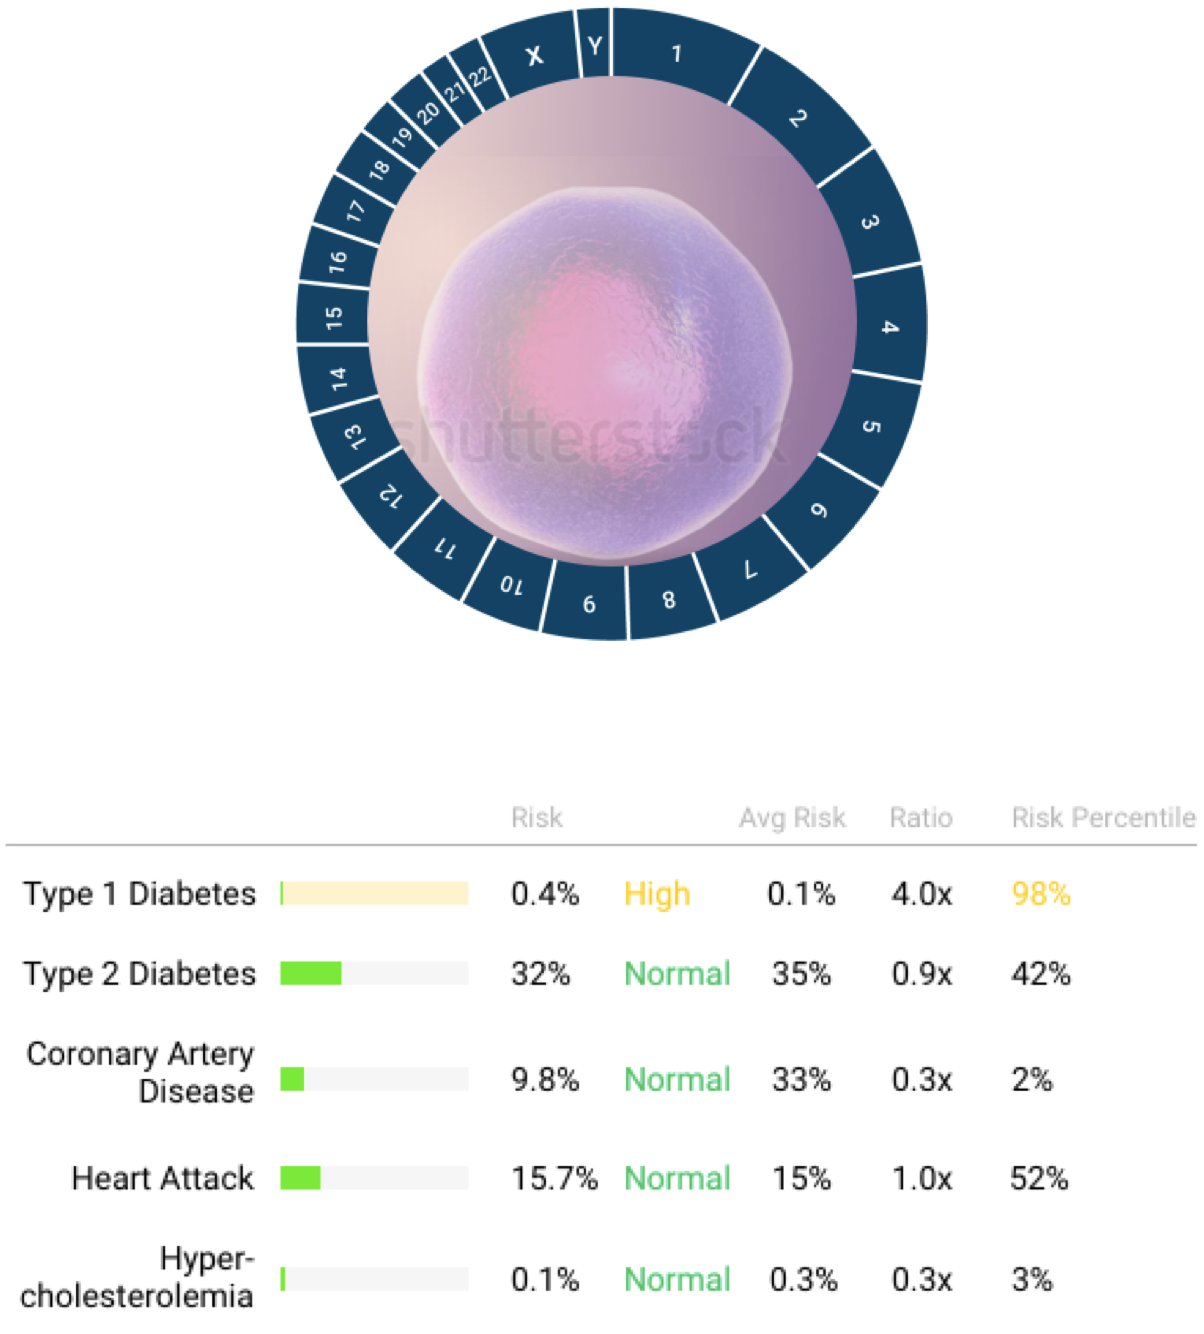 1
2
3
4
5
6
7
8
9
10
11
12
13
14
15
16
17
18
19
20
21
22
X
Y
shutterstock
Risk Avg Risk Ratio Risk Percentile
Type 1 Diabetes 0.4% High 0.1% 4.0x 98%
Type 2 Diabetes 32% Normal 35% 0.9x 42%
Coronary Artery
Disease 9.8% Normal 33% 0.3x 2%
Heart Attack 15.7% Normal 15% 1.0x 52%
Hyper-
cholesterolemia 0.1% Normal 0.3% 0.3x 3%